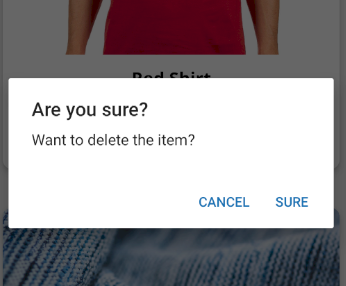 Red Shirt
Are you sure?
Want to delete the item?
CANCEL SURE